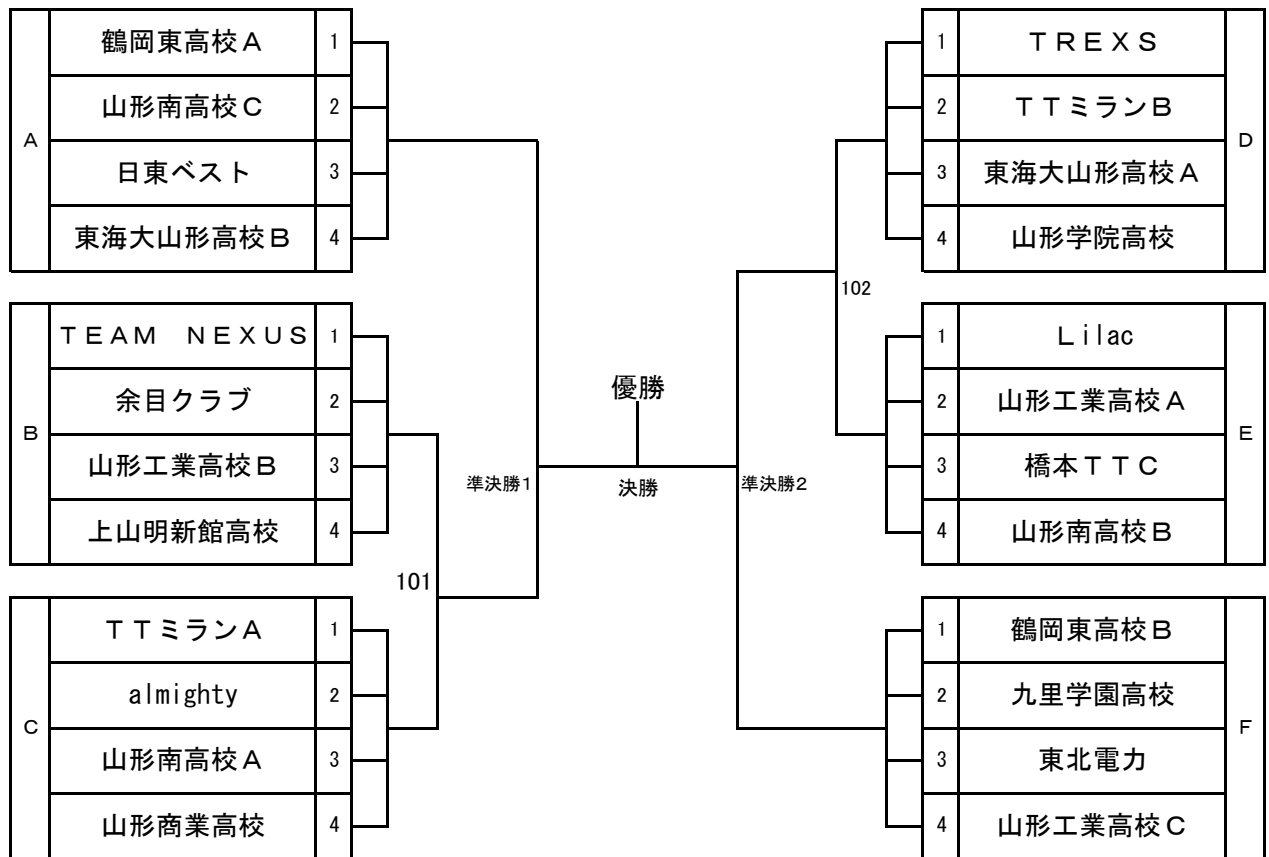 A
鶴岡東高校A 1
山形南高校C 2
日東ベスト 3
東海大山形高校B 4
B
TEAM NEXUS 1
余目クラブ 2
山形工業高校B 3
上山明新館高校 4
C
TTミランA 1
almighty 2
山形南高校A 3
山形商業高校 4
101
準決勝1
優勝
決勝
準決勝2
102
1 TREXS
2 TTミランB
3 東海大山形高校A
4 山形学院高校
D
1 Lilac
2 山形工業高校A
3 橋本TTC
4 山形南高校B
E
1 鶴岡東高校B
2 九里学園高校
3 東北電力
4 山形工業高校C
F